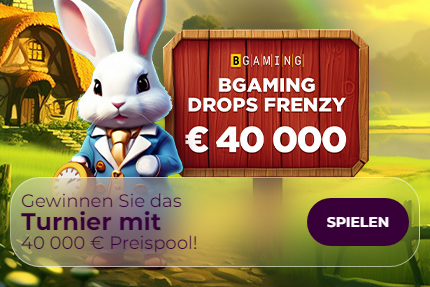 BGAMING
BGAMING
DROPS FRENZY
€ 40 000
Gewinnen Sie das
Turnier mit
40 000 € Preispool!
SPIELEN